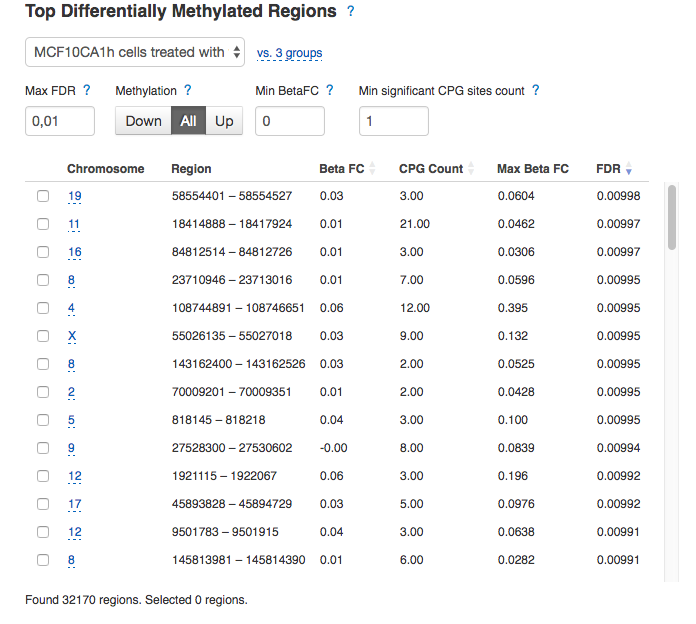 Top Differentially Methylated Regions ?
MCF10CA1h cells treated with vs. 3 groups
Max FDR ? Methylation ? Min BetaFC ? Min significant CPG sites count ?
0,01 Down All Up 0 1
Chromosome Region Beta FC CPG Count Max Beta FC FDR
19 58554401 – 58554527 0.03 3.00 0.0604 0.00998
11 18414888 – 18417924 0.01 21.00 0.0462 0.00997
16 84812514 – 84812726 0.01 3.00 0.0306 0.00997
8 23710946 – 23713016 0.01 7.00 0.0596 0.00995
4 108744891 – 108746651 0.06 12.00 0.395 0.00995
X 55026135 – 55027018 0.03 9.00 0.132 0.00995
8 143162400 – 143162526 0.03 2.00 0.0525 0.00995
2 70009201 – 70009351 0.01 2.00 0.0428 0.00995
5 818145 – 818218 0.04 3.00 0.100 0.00995
9 27528300 – 27530602 -0.00 8.00 0.0839 0.00994
12 1921115 – 1922067 0.06 3.00 0.196 0.00992
17 45893828 – 45894729 0.03 5.00 0.0976 0.00992
12 9501783 – 9501915 0.04 3.00 0.0638 0.00991
8 145813981 – 145814390 0.01 6.00 0.0282 0.00991
Found 32170 regions. Selected 0 regions.